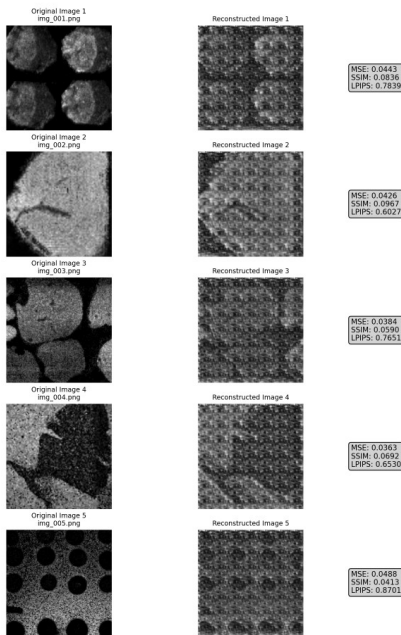 Original Image 1
img_001.png
Reconstructed Image 1
MSE: 0.0443
SSIM: 0.0836
LPIPS: 0.7839
Original Image 2
img_002.png
Reconstructed Image 2
MSE: 0.0426
SSIM: 0.0967
LPIPS: 0.6027
Original Image 3
img_003.png
Reconstructed Image 3
MSE: 0.0384
SSIM: 0.0590
LPIPS: 0.7651
Original Image 4
img_004.png
Reconstructed Image 4
MSE: 0.0363
SSIM: 0.0692
LPIPS: 0.6530
Original Image 5
img_005.png
Reconstructed Image 5
MSE: 0.0488
SSIM: 0.0413
LPIPS: 0.8701